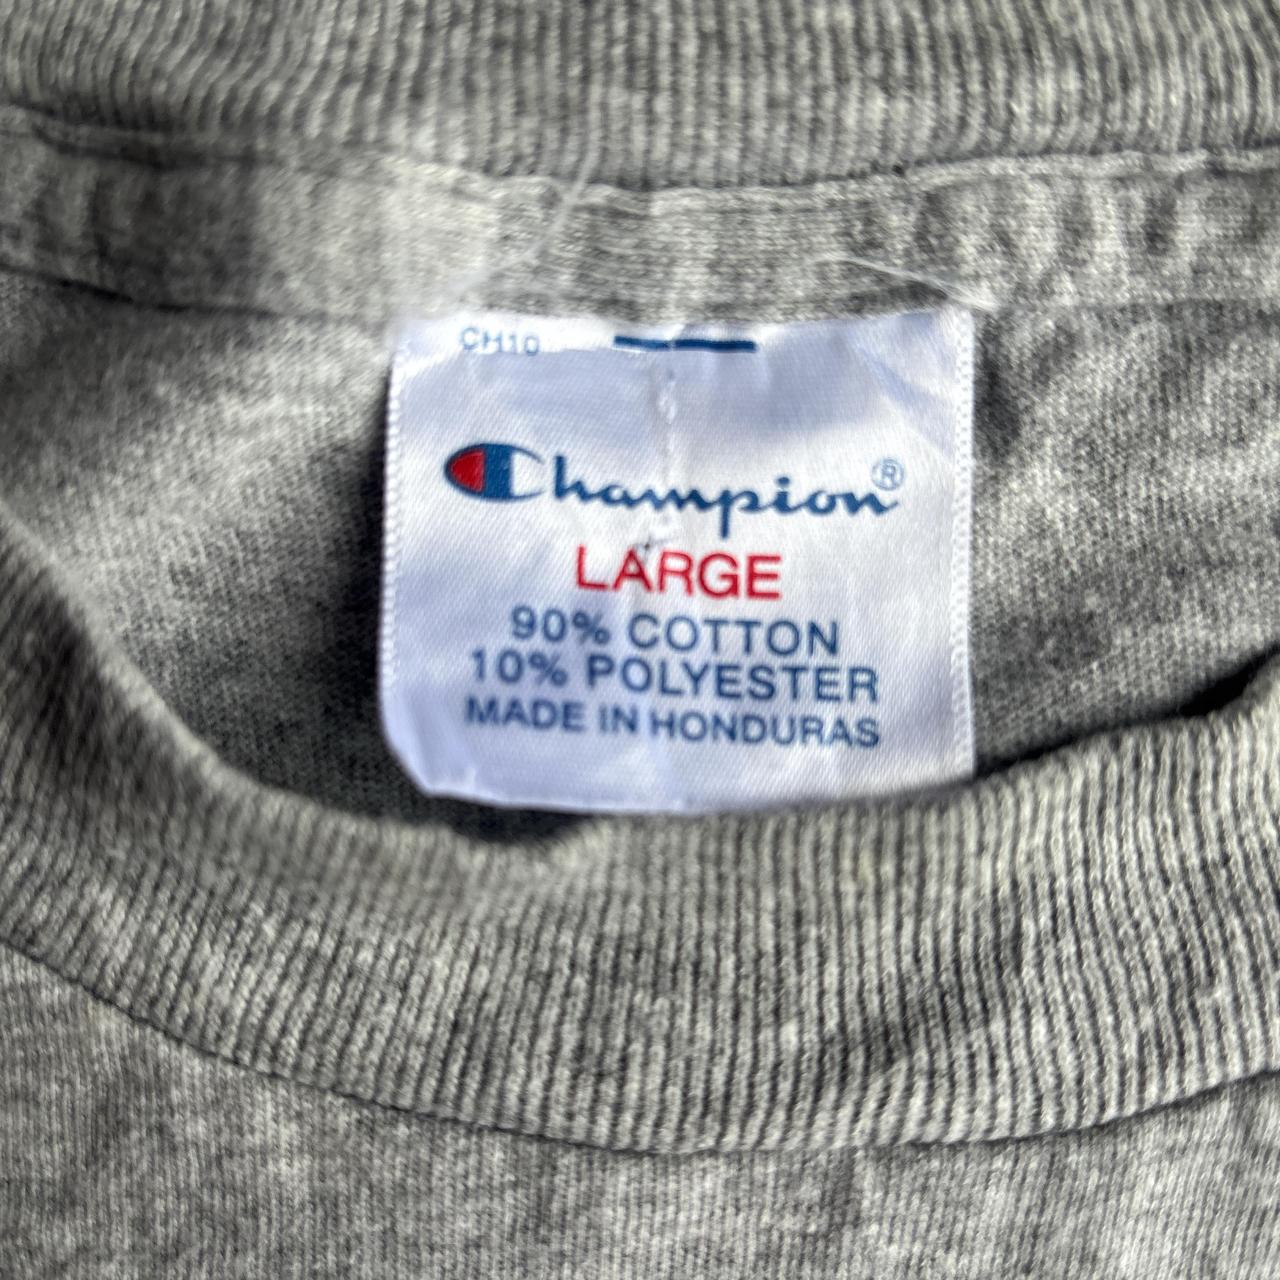 CH10
Champion®
LARGE
90% COTTON
10% POLYESTER
MADE IN HONDURAS